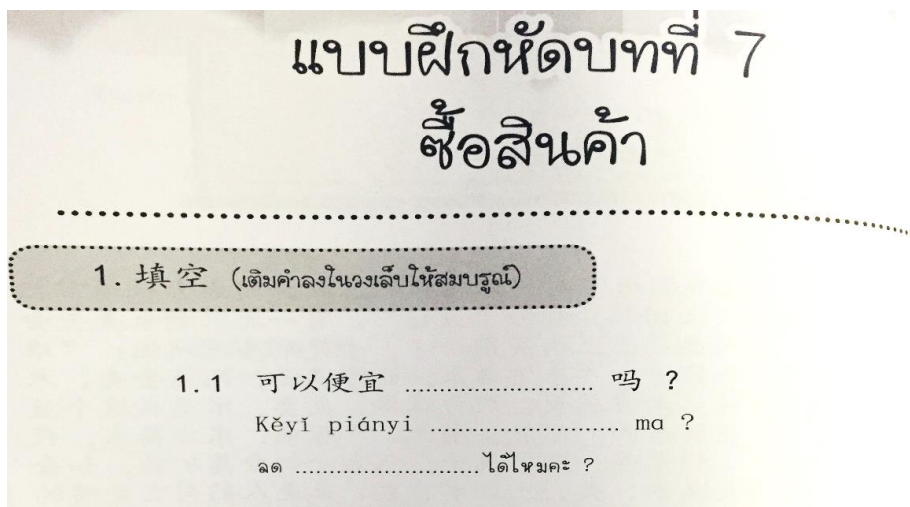 แบบฝึกหัดบทที่ 7
ซื้อสินค้า
1. 填空 (เติมคำลงในวงเล็บให้สมบรูณ์)
1.1 可以便宜 .......................... 吗 ?
Kěyǐ piányi .......................... ma ?
ลด ..........................ได้ไหมคะ ?